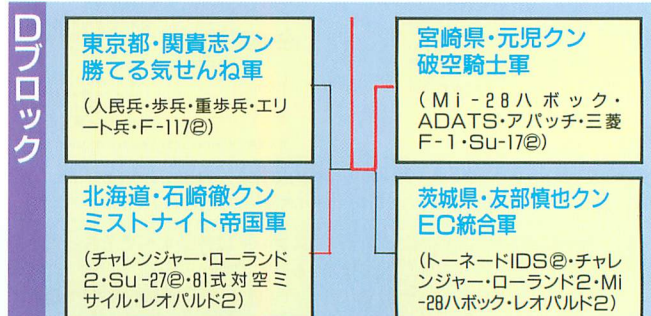 Dブロック
東京都・関貴志クン
勝てる気せんね軍
(人民兵・歩兵・重歩兵・エリ
ート兵・F-117②)
宮崎県・元児クン
破空騎士軍
(Mi-28ハボック・
ADATS・アパッチ・三菱
F-1・Su-17②)
北海道・石崎徹クン
ミストナイト帝国軍
(チャレンジャー・ローランド
2・Su-27②・81式対空ミ
サイル・レオパルド2)
茨城県・友部慎也クン
EC統合軍
(トーネードIDS②・チャレ
ンジャー・ローランド2・Mi
-28ハボック・レオパルド2)